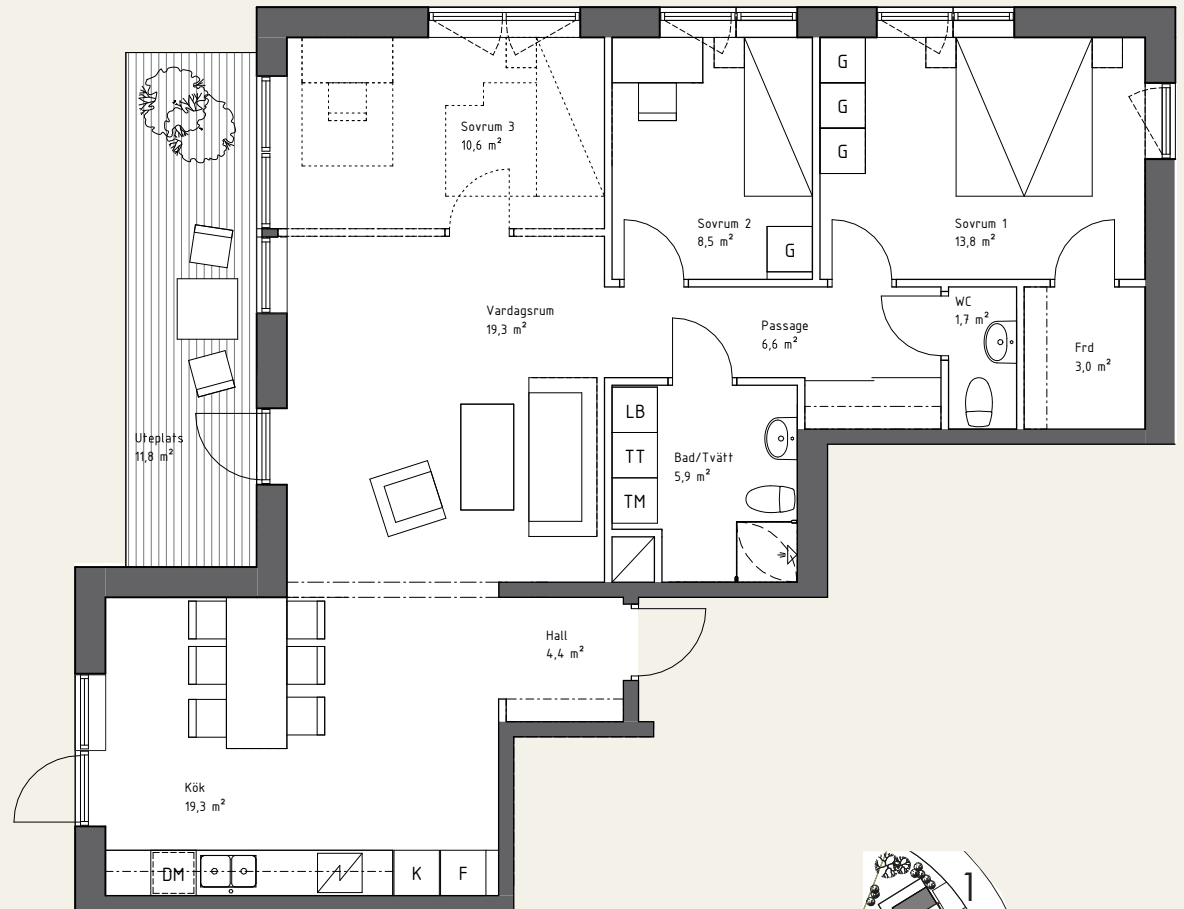 G
G
G
Sovrum 3
10,6 m²
Sovrum 2
8,5 m²
G
Sovrum 1
13,8 m²
Vardagsrum
19,3 m²
Passage
6,6 m²
WC
1,7 m²
Frd
3,0 m²
Uteplats
11,8 m²
LB
TT
TM
Bad/Tvätt
5,9 m²
Hall
4,4 m²
Kök
19,3 m²
DM
K
F
1